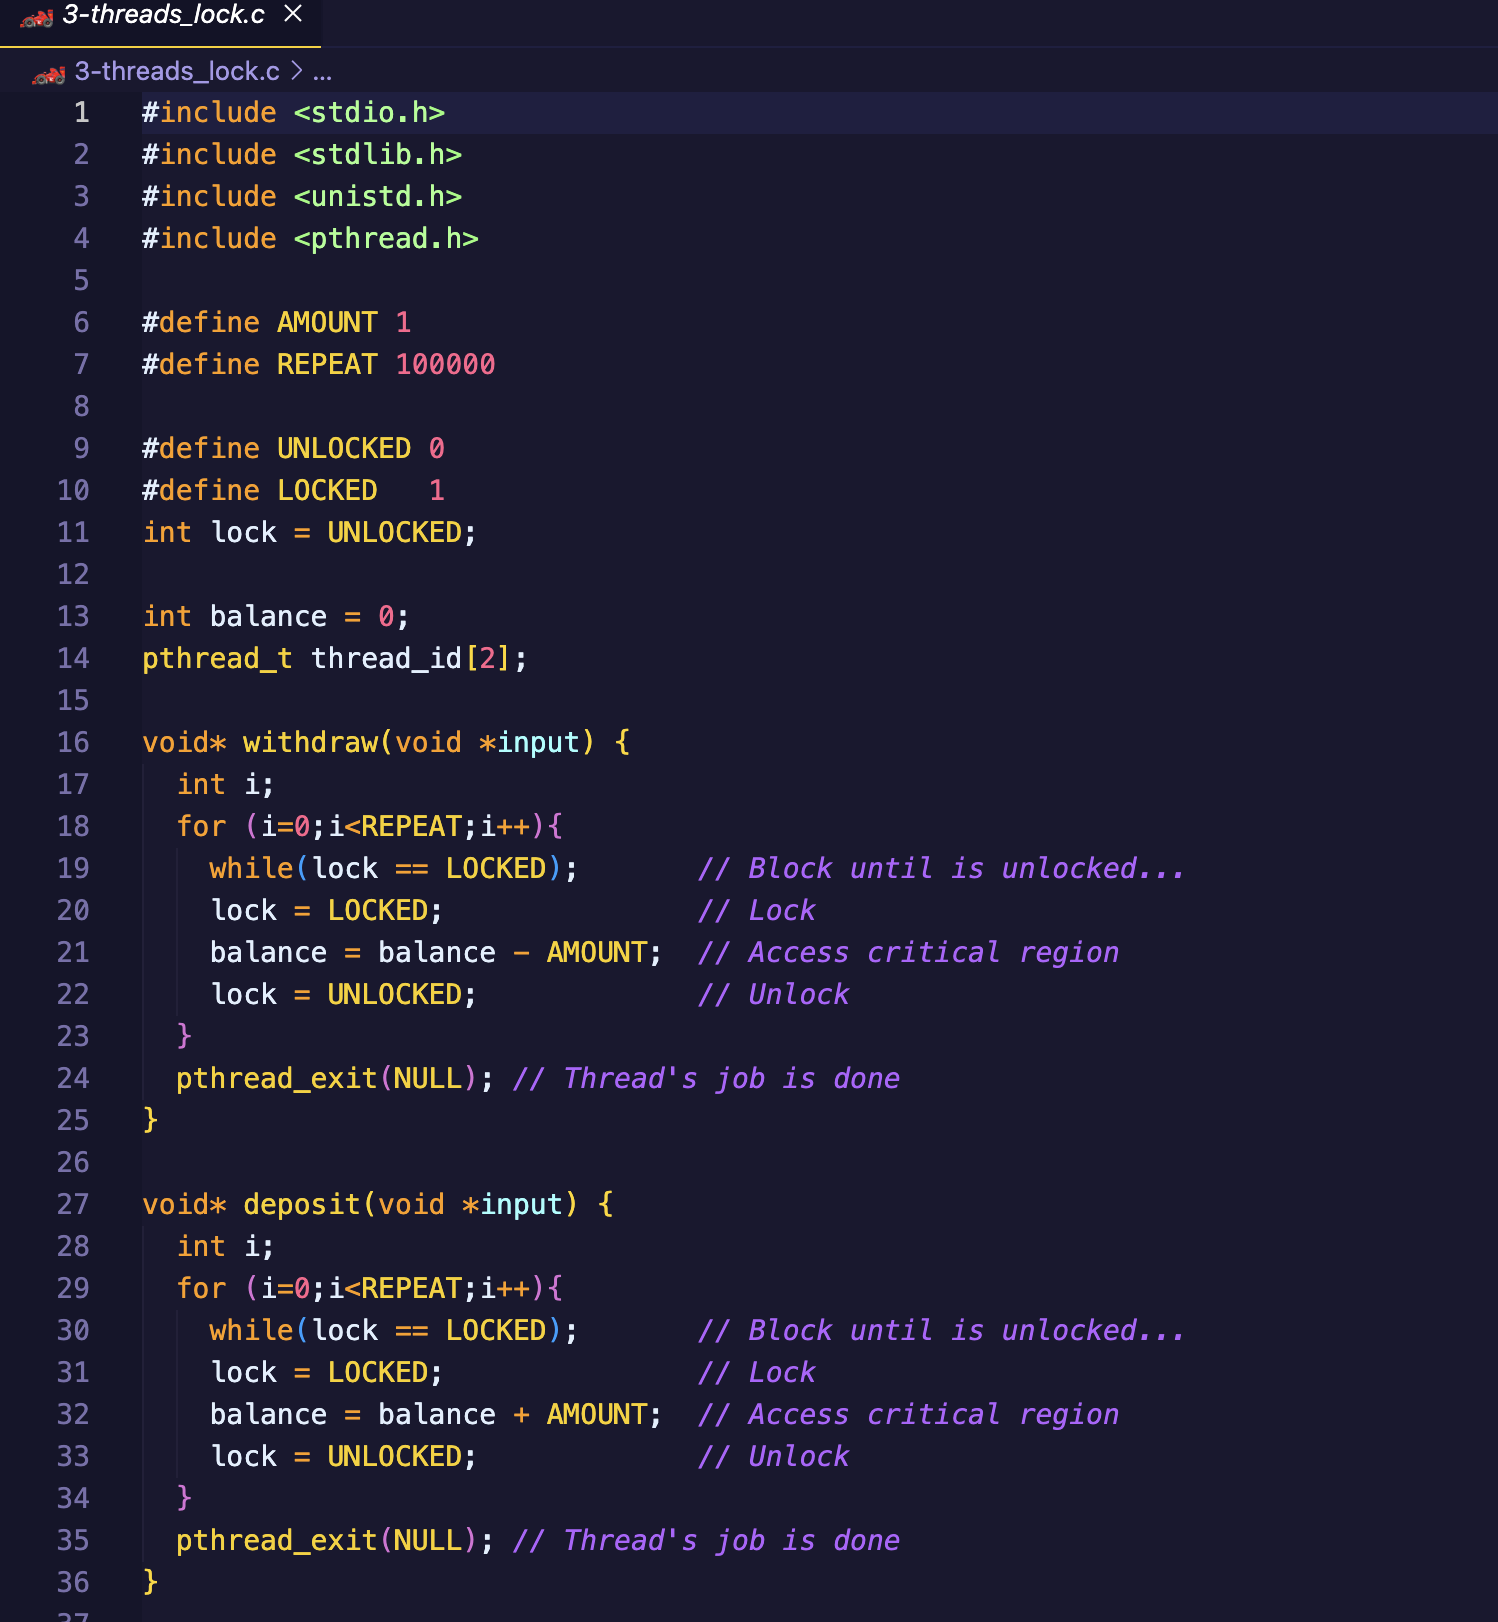 3-threads_lock.c ×
3-threads_lock.c > ...
1 #include <stdio.h>
2 #include <stdlib.h>
3 #include <unistd.h>
4 #include <pthread.h>
5
6 #define AMOUNT 1
7 #define REPEAT 100000
8
9 #define UNLOCKED 0
10 #define LOCKED   1
11 int lock = UNLOCKED;
12
13 int balance = 0;
14 pthread_t thread_id[2];
15
16 void* withdraw(void *input) {
17   int i;
18   for (i=0;i<REPEAT;i++){
19     while(lock == LOCKED);       // Block until is unlocked...
20     lock = LOCKED;               // Lock
21     balance = balance - AMOUNT;  // Access critical region
22     lock = UNLOCKED;             // Unlock
23   }
24   pthread_exit(NULL); // Thread's job is done
25 }
26
27 void* deposit(void *input) {
28   int i;
29   for (i=0;i<REPEAT;i++){
30     while(lock == LOCKED);       // Block until is unlocked...
31     lock = LOCKED;               // Lock
32     balance = balance + AMOUNT;  // Access critical region
33     lock = UNLOCKED;             // Unlock
34   }
35   pthread_exit(NULL); // Thread's job is done
36 }
37